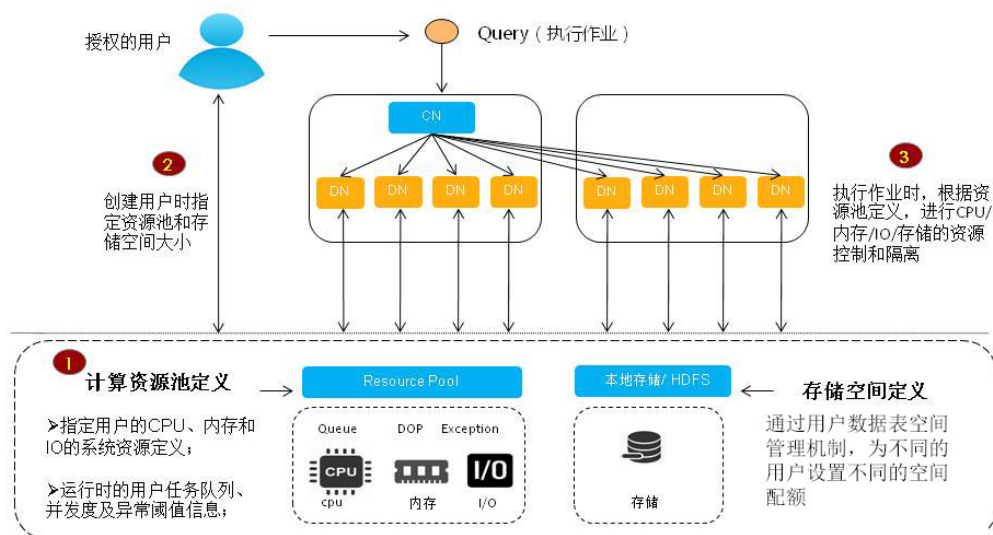 授权的用户
Query（执行作业）
CN
DN DN DN DN
DN DN DN DN
2
创建用户时指
定资源池和存
储空间大小
3
执行作业时，根据资
源池定义，进行CPU/
内存/IO/存储的资源
控制和隔离
1
计算资源池定义
➢指定用户的CPU、内存和
IO的系统资源定义；
➢运行时的用户任务队列、
并发度及异常阈值信息；
Resource Pool
Queue DOP Exception
CPU I/O
cpu 内存 I/O
本地存储/ HDFS
存储
存储空间定义
通过用户数据表空间
管理机制，为不同的
用户设置不同的空间
配额